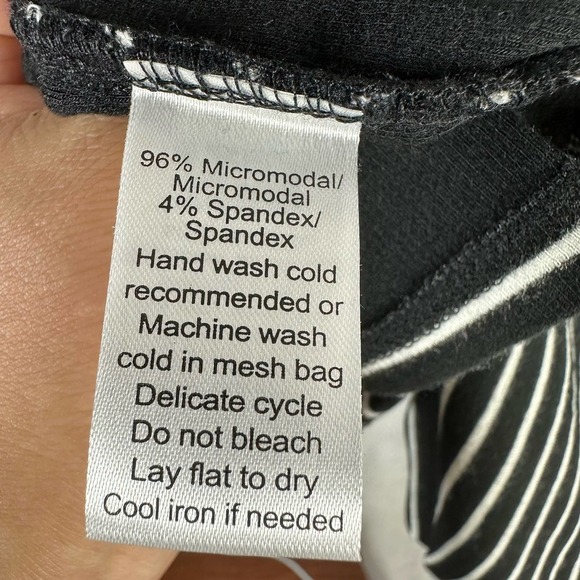 96% Micromodal/
Micromodal
4% Spandex/
Spandex
Hand wash cold
recommended or
Machine wash
cold in mesh bag
Delicate cycle
Do not bleach
Lay flat to dry
Cool iron if needed